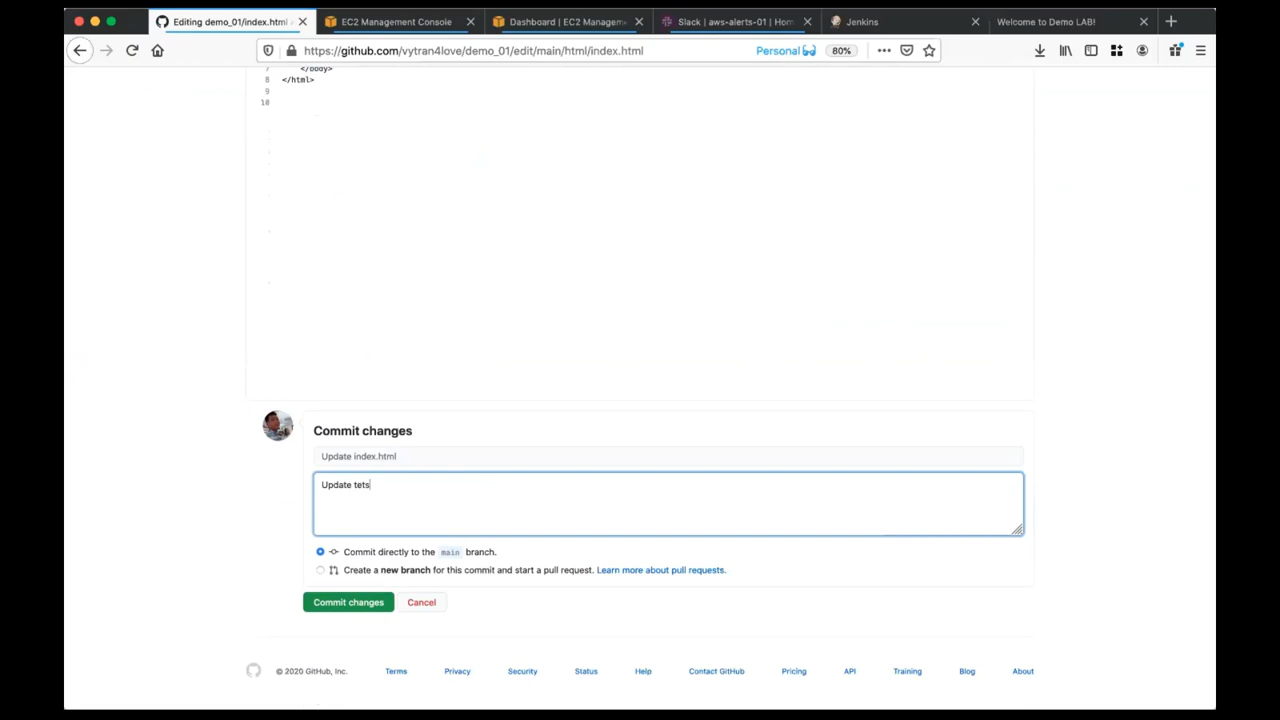 Editing demo_01/index.html
EC2 Management Console
Dashboard | EC2 Managem
Slack | aws-alerts-01 | Hom
Jenkins
Welcome to Demo LAB!
https://github.com/vytran4love/demo_01/edit/main/html/index.html
Personal
80%
7 </body>
8 </html>
9
10
Commit changes
Update index.html
Update tets
Commit directly to the main branch.
Create a new branch for this commit and start a pull request. Learn more about pull requests.
Commit changes
Cancel
© 2020 GitHub, Inc.
Terms
Privacy
Security
Status
Help
Contact GitHub
Pricing
API
Training
Blog
About